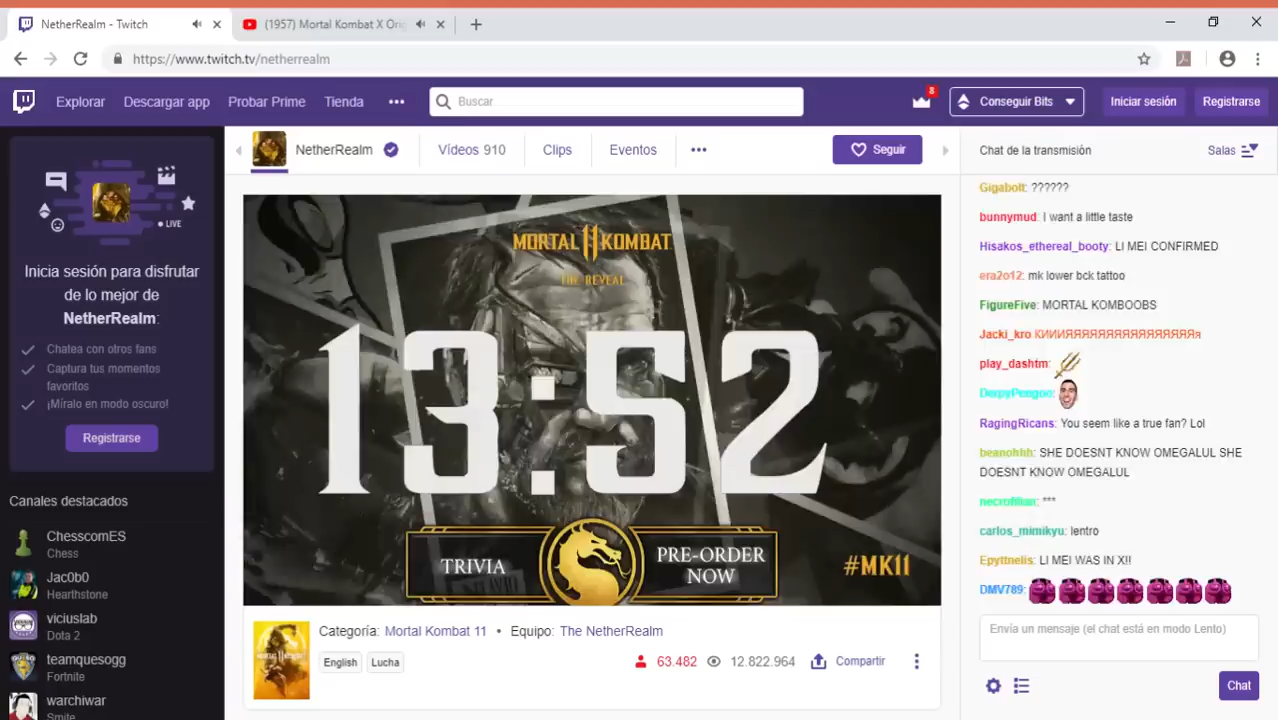 NetherRealm - Twitch
(1957) Mortal Kombat X Orig
https://www.twitch.tv/netherrealm
Explorar
Descargar app
Probar Prime
Tienda
Buscar
8
Conseguir Bits
Iniciar sesión
Registrarse
LIVE
Inicia sesión para disfrutar
de lo mejor de
NetherRealm:
Chatea con otros fans
Captura tus momentos
favoritos
¡Míralo en modo oscuro!
Registrarse
Canales destacados
ChesscomES
Chess
Jac0b0
Hearthstone
viciuslab
Dota 2
teamquesogg
Fortnite
warchiwar
Smite
NetherRealm
Vídeos 910
Clips
Eventos
Seguir
MORTAL 11 KOMBAT
THE REVEAL
13:52
TRIVIA
PRE-ORDER
NOW
#MK11
Categoría: Mortal Kombat 11 • Equipo: The NetherRealm
English
Lucha
63.482
12.822.964
Compartir
Chat de la transmisión
Salas
Gigabolt: ??????
bunnymud: I want a little taste
Hisakos_ethereal_booty: LI MEI CONFIRMED
era2o12: mk lower bck tattoo
FigureFive: MORTAL KOMBOOBS
Jacki_kro
play_dashtm:
DerpyPengoo:
RagingRicans: You seem like a true fan? Lol
beanohhh: SHE DOESNT KNOW OMEGALUL SHE
DOESNT KNOW OMEGALUL
***
carlos_mimikyu: lentro
Epyttnelis: LI MEI WAS IN X!!
DMV789:
Envía un mensaje (el chat está en modo Lento)
Chat